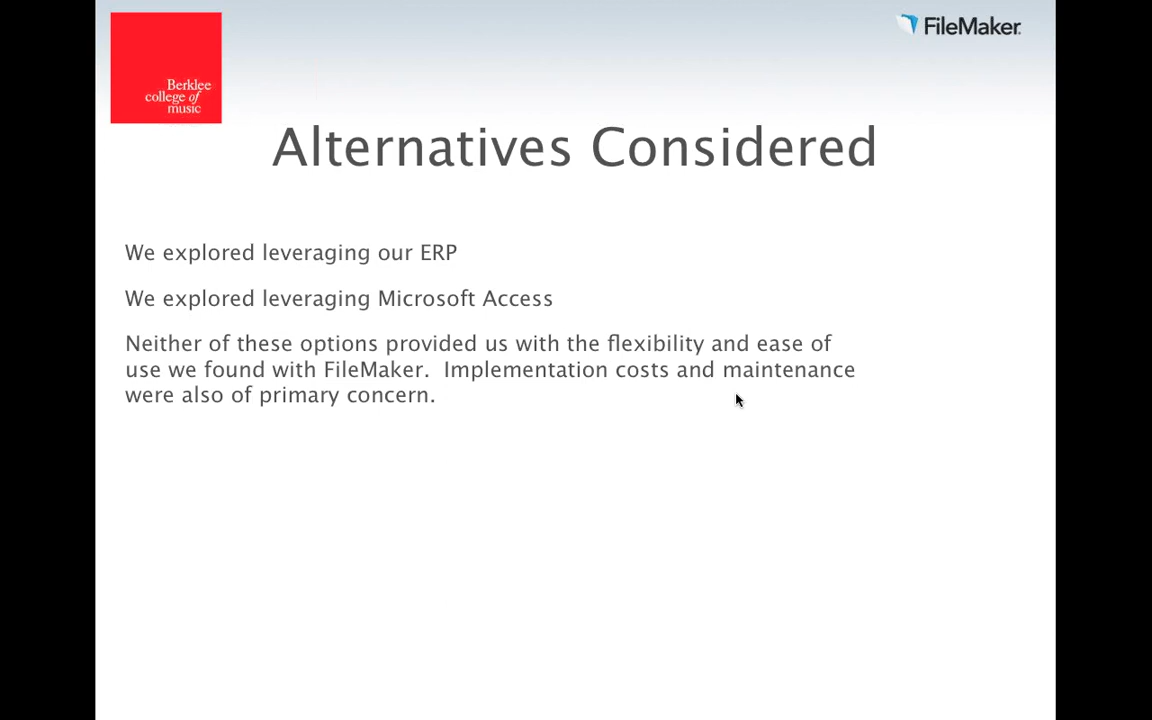 Berklee
college of
music
FileMaker.
Alternatives Considered
We explored leveraging our ERP
We explored leveraging Microsoft Access
Neither of these options provided us with the flexibility and ease of
use we found with FileMaker.  Implementation costs and maintenance
were also of primary concern.